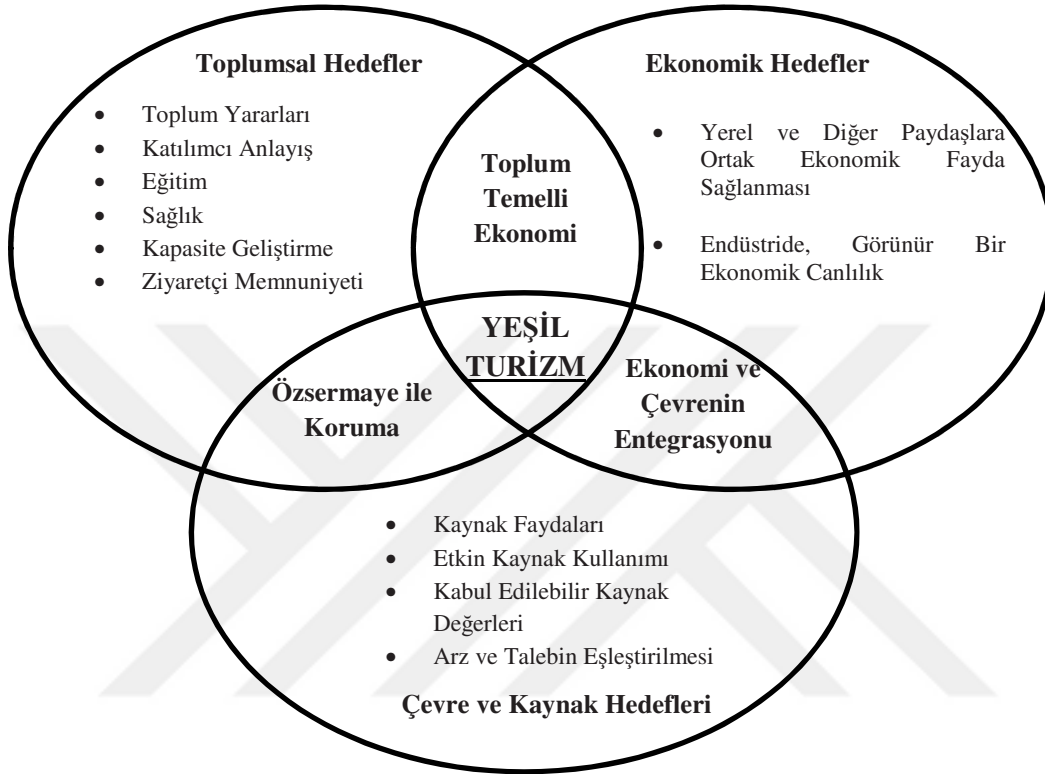 Toplumsal Hedefler
• Toplum Yararları
• Katılımcı Anlayış
• Eğitim
• Sağlık
• Kapasite Geliştirme
• Ziyaretçi Memnuniyeti
Toplum
Temelli
Ekonomi
Ekonomik Hedefler
• Yerel ve Diğer Paydaşlara
Ortak Ekonomik Fayda
Sağlanması
• Endüstride, Görünür Bir
Ekonomik Canlılık
YEŞİL
TURİZM
Özsermaye ile
Koruma
Ekonomi ve
Çevrenin
Entegrasyonu
• Kaynak Faydaları
• Etkin Kaynak Kullanımı
• Kabul Edilebilir Kaynak
Değerleri
• Arz ve Talebin Eşleştirilmesi
Çevre ve Kaynak Hedefleri